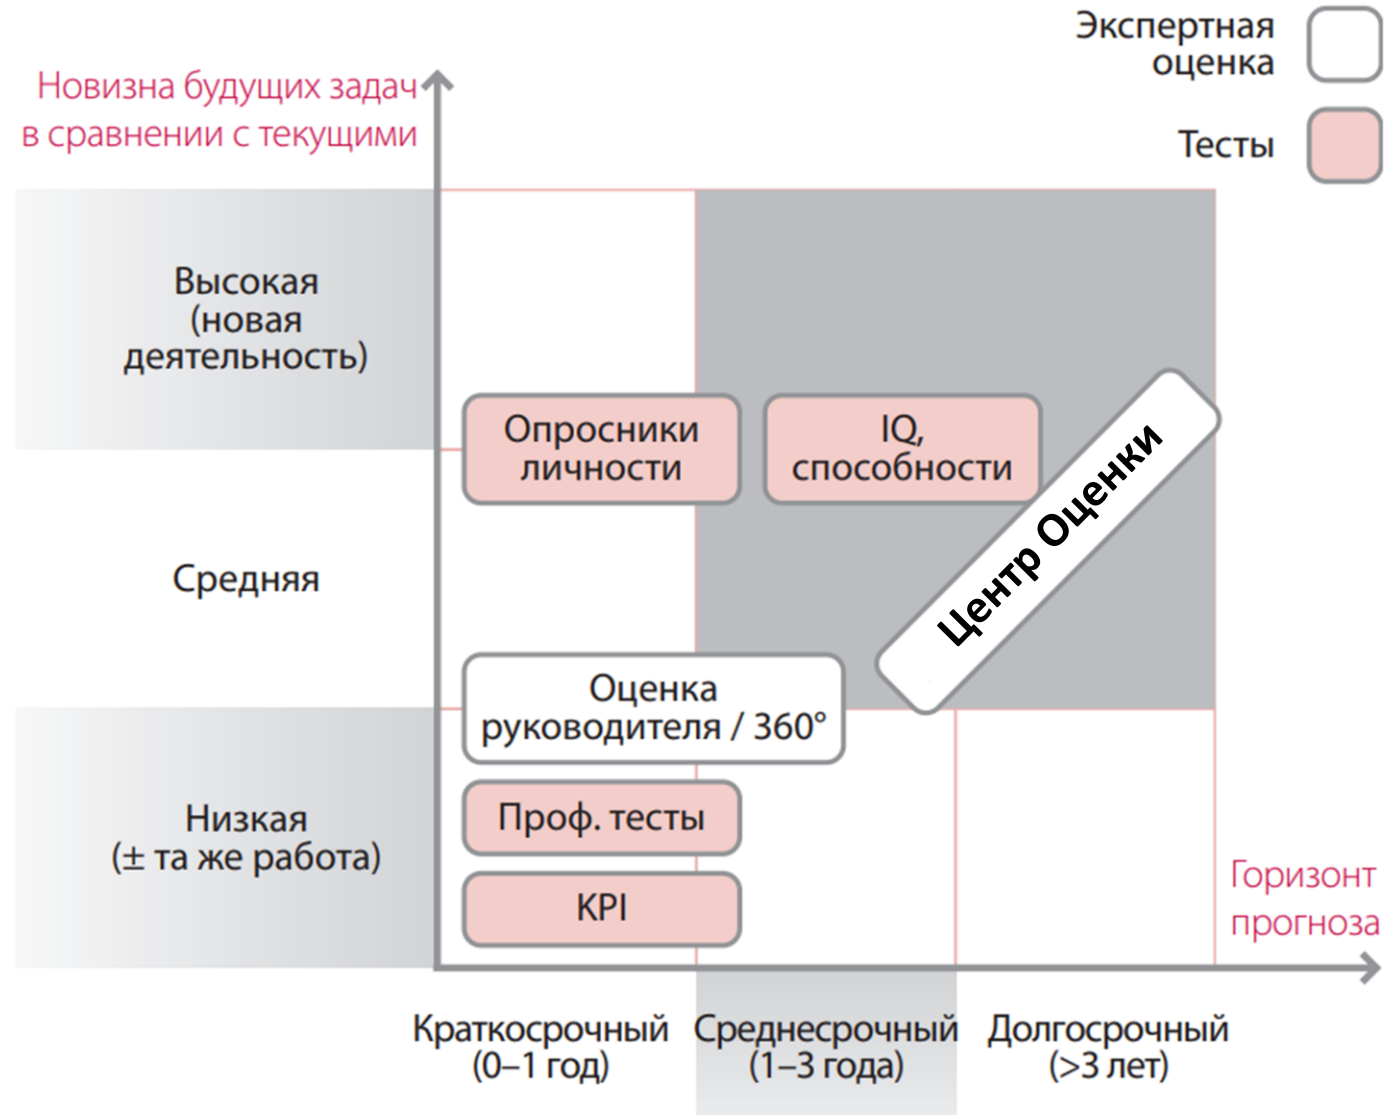 Экспертная
оценка
Тесты
Новизна будущих задач
в сравнении с текущими
Высокая
(новая
деятельность)
Опросники
личности
IQ,
способности
Центр Оценки
Средняя
Оценка
руководителя / 360°
Проф. тесты
Низкая
(± та же работа)
KPI
Горизонт
прогноза
Краткосрочный
(0–1 год)
Среднесрочный
(1–3 года)
Долгосрочный
(>3 лет)